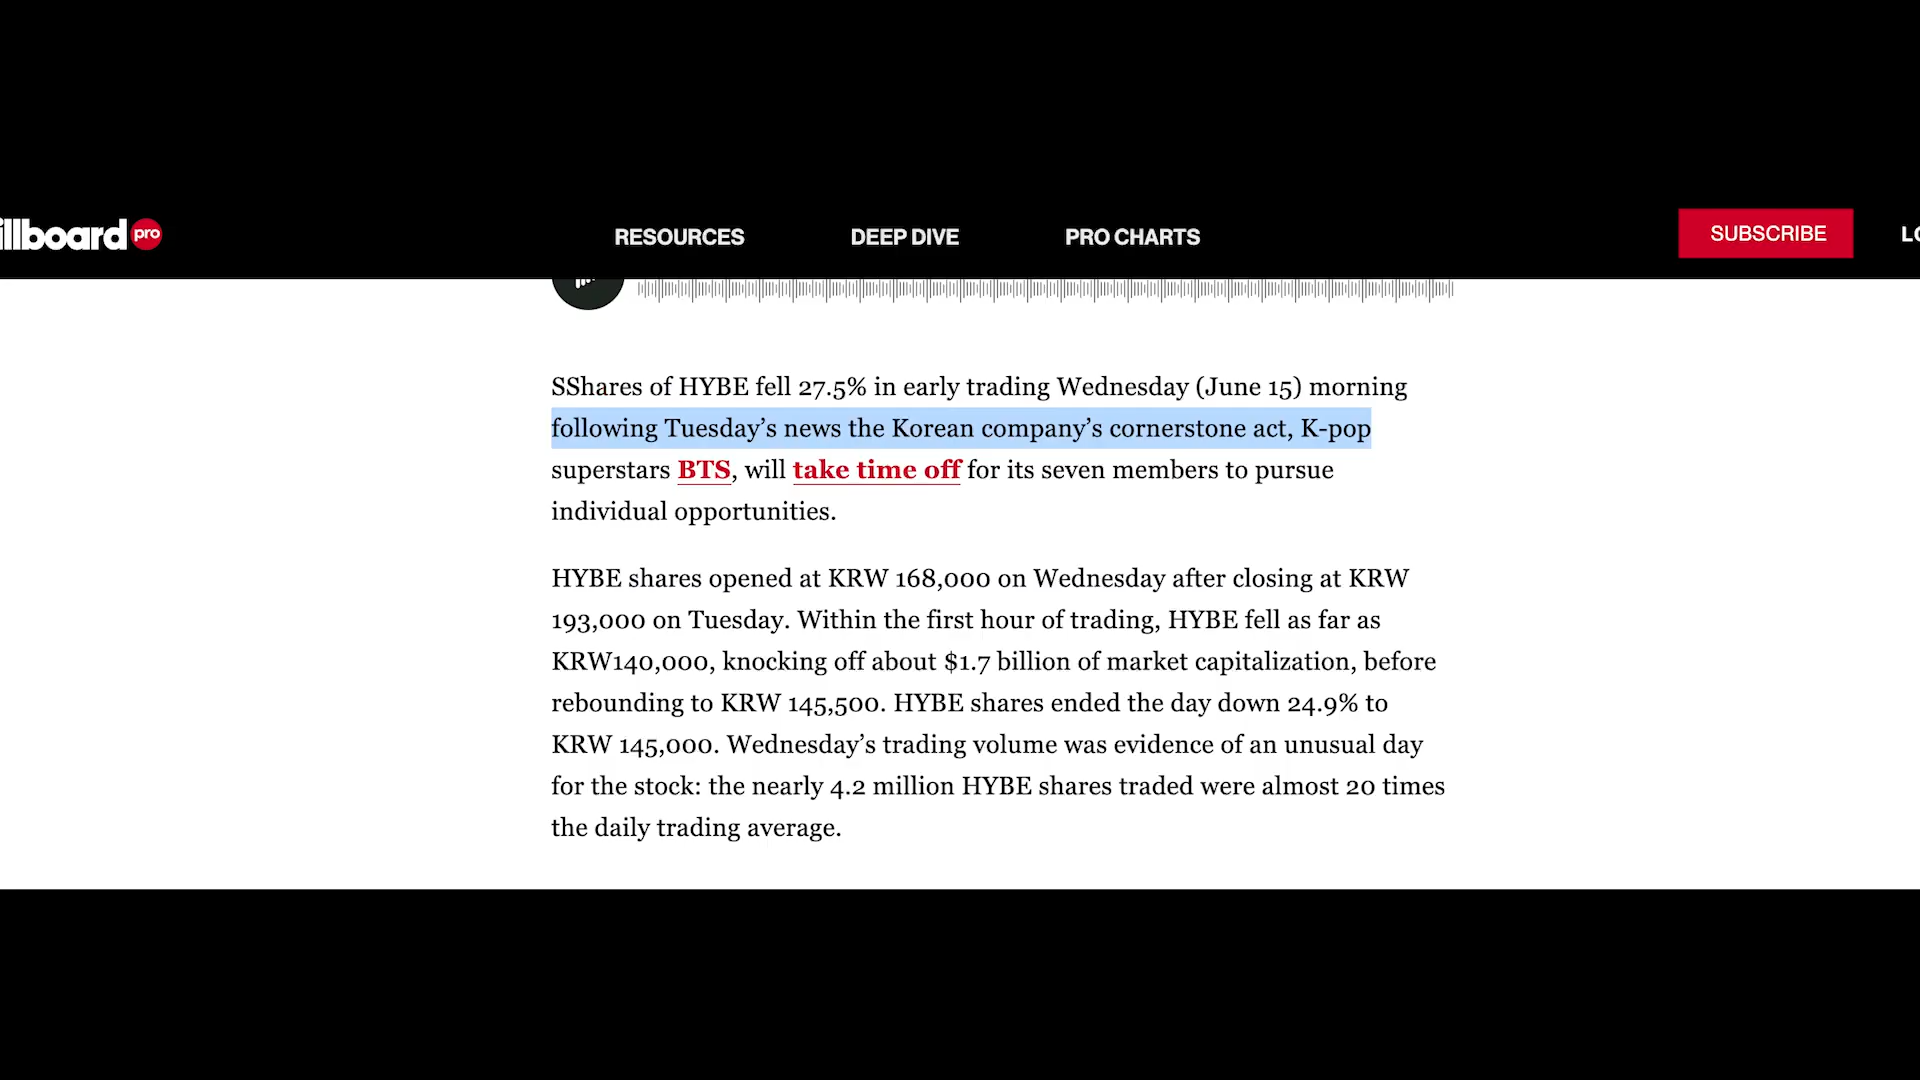 illboard pro
RESOURCES
DEEP DIVE
PRO CHARTS
SUBSCRIBE
LO
SShares of HYBE fell 27.5% in early trading Wednesday (June 15) morning
following Tuesday’s news the Korean company’s cornerstone act, K-pop
superstars BTS, will take time off for its seven members to pursue
individual opportunities.
HYBE shares opened at KRW 168,000 on Wednesday after closing at KRW
193,000 on Tuesday. Within the first hour of trading, HYBE fell as far as
KRW140,000, knocking off about $1.7 billion of market capitalization, before
rebounding to KRW 145,500. HYBE shares ended the day down 24.9% to
KRW 145,000. Wednesday’s trading volume was evidence of an unusual day
for the stock: the nearly 4.2 million HYBE shares traded were almost 20 times
the daily trading average.